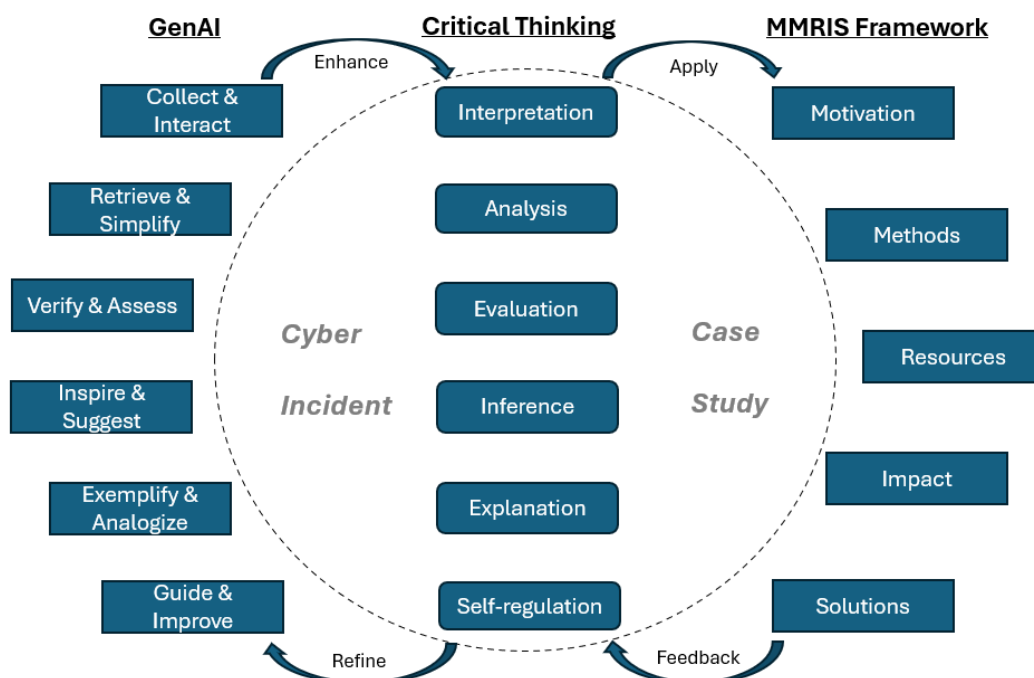 GenAI
Critical Thinking
MMRIS Framework
Enhance
Apply
Collect &
Interact
Interpretation
Motivation
Retrieve &
Simplify
Analysis
Methods
Verify & Assess
Evaluation
Cyber
Case
Resources
Inspire &
Suggest
Incident
Inference
Study
Impact
Exemplify &
Analogize
Explanation
Guide &
Improve
Self-regulation
Solutions
Refine
Feedback